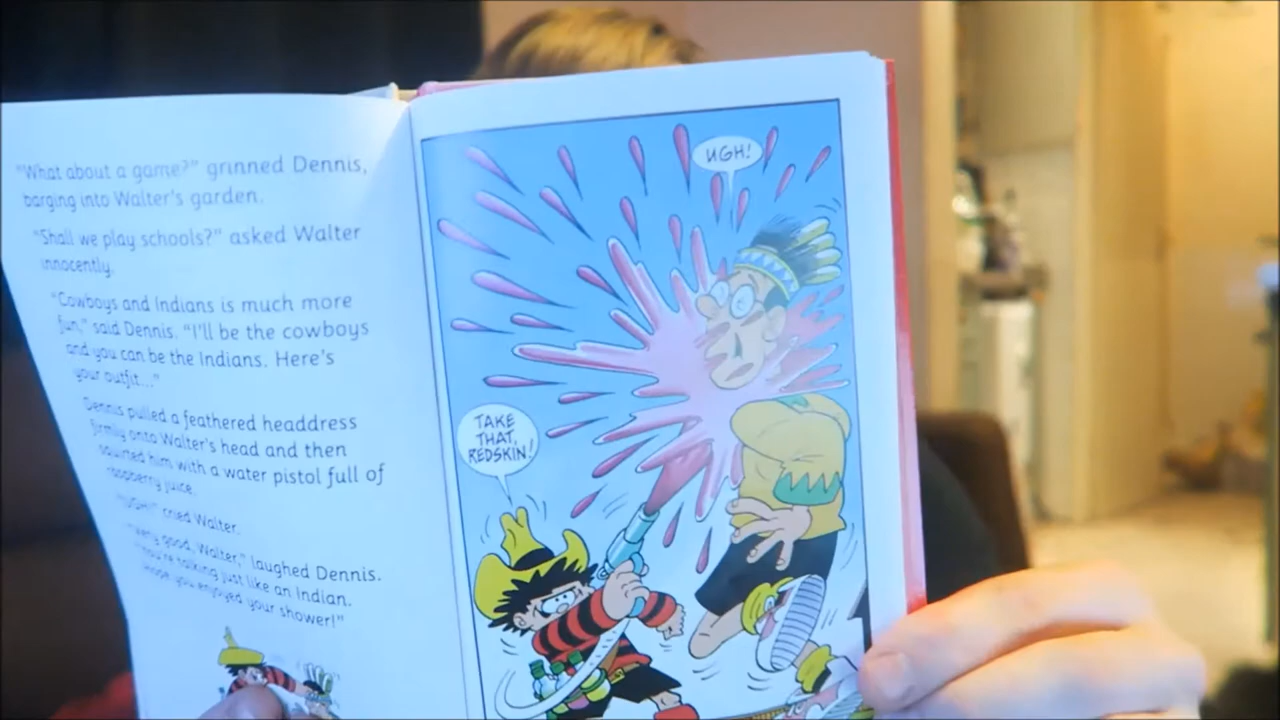 "What about a game?" grinned Dennis,
barging into Walter's garden.
"Shall we play schools?" asked Walter
innocently.
"Cowboys and Indians is much more
fun," said Dennis. "I'll be the cowboys
and you can be the Indians. Here's
your outfit..."
Dennis pulled a feathered headdress
firmly onto Walter's head and then
squirted him with a water pistol full of
raspberry juice.
"UGH!" cried Walter.
"Very good, Walter," laughed Dennis.
"You're talking just like an Indian.
Hope you enjoyed your shower!"
UGH!
TAKE
THAT,
REDSKIN!